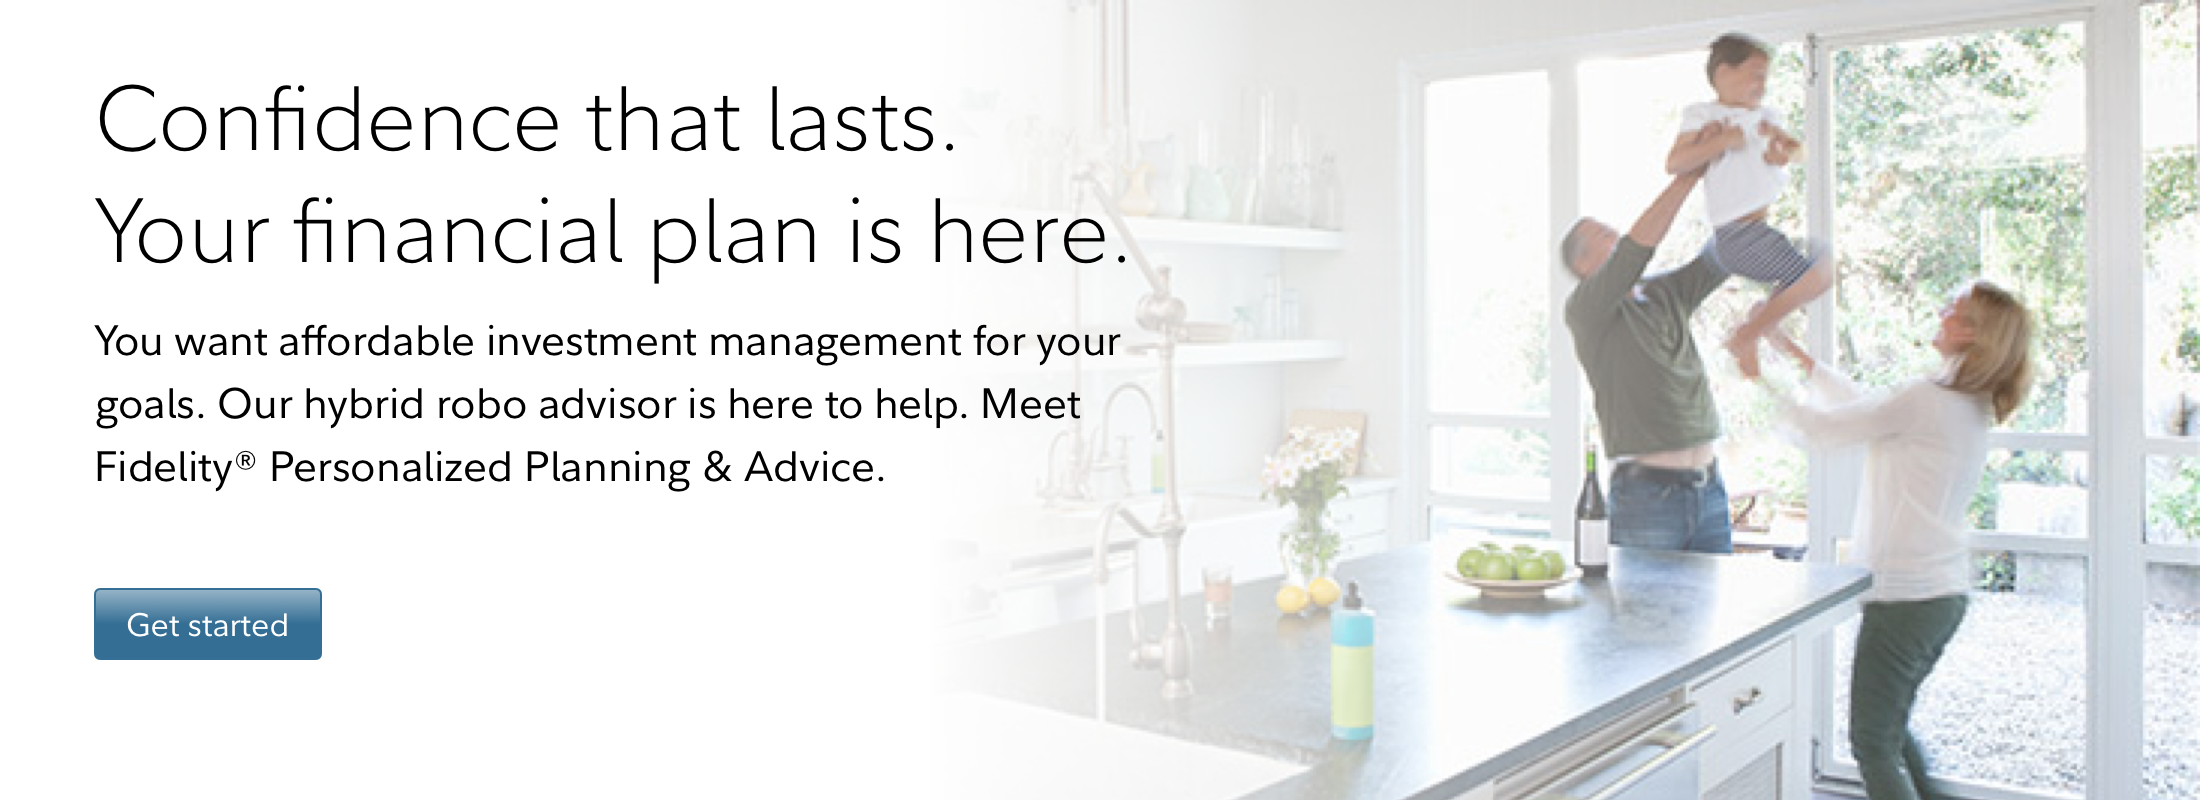 Confidence that lasts.
Your financial plan is here.
You want affordable investment management for your
goals. Our hybrid robo advisor is here to help. Meet
Fidelity® Personalized Planning & Advice.
Get started